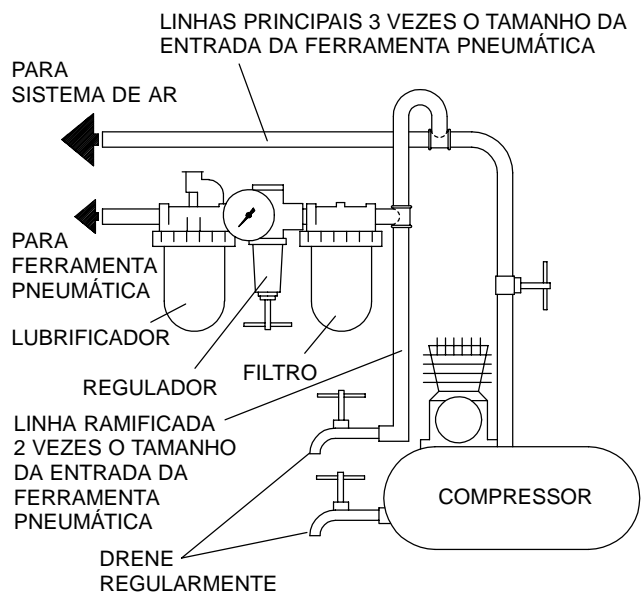 LINHAS PRINCIPAIS 3 VEZES O TAMANHO DA
ENTRADA DA FERRAMENTA PNEUMÁTICA
PARA
SISTEMA DE AR
PARA
FERRAMENTA
PNEUMÁTICA
LUBRIFICADOR
REGULADOR
FILTRO
LINHA RAMIFICADA
2 VEZES O TAMANHO
DA ENTRADA DA
FERRAMENTA
PNEUMÁTICA
COMPRESSOR
DRENE
REGULARMENTE